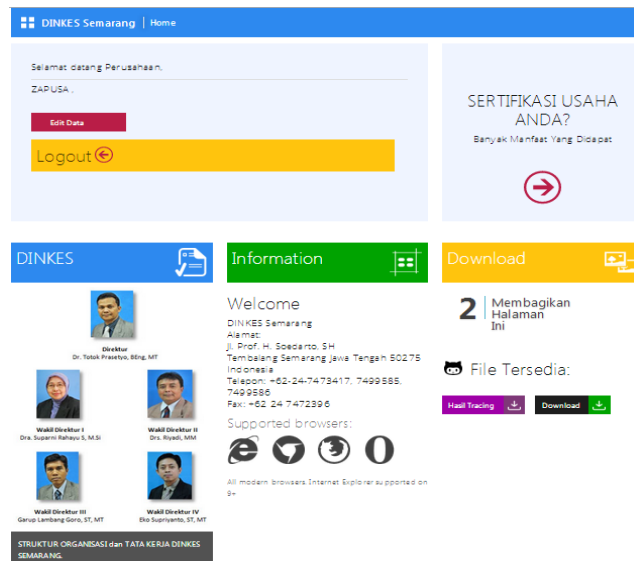 DINKES Semarang | Home
Selamat datang Perusahaan,
ZAPUSA .
Edit Data
Logout
SERTIFIKASI USAHA
ANDA?
Banyak Manfaat Yang Didapat
DINKES
Direktur
Dr. Totok Prasetyo, BEng, MT
Wakil Direktur I
Dra. Suparni Rahayu S, M.Si
Wakil Direktur II
Drs. Riyadi, MM
Wakil Direktur III
Garup Lambang Goro, ST, MT
Wakil Direktur IV
Eko Supriyanto, ST, MT
STRUKTUR ORGANISASI dan TATA KERJA DINKES
SEMARANG.
Information
Welcome
DINKES Semarang
Alamat:
Jl. Prof. H. Soedarto, SH
Tembalang Semarang Jawa Tengah 50275
Indonesia
Telepon: +62-24-7473417, 7499585,
7499586
Fax: +62 24 7472396
Supported browsers:
All modern browsers. Internet Explorer supported on
9+
Download
2 Membagikan
Halaman
Ini
File Tersedia:
Hasil Tracing
Download